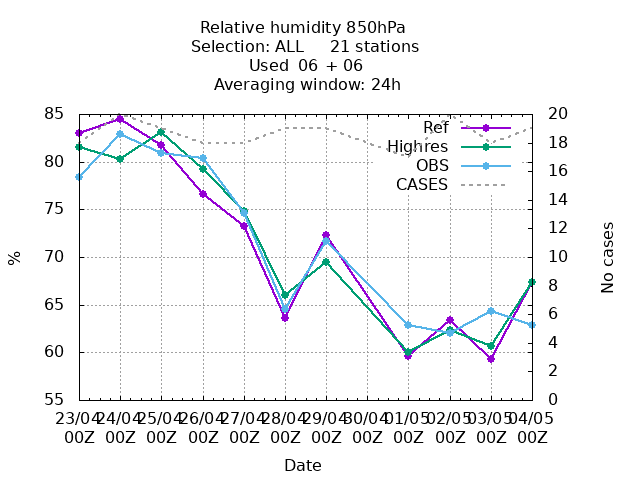 Relative humidity 850hPa
Selection: ALL 21 stations
Used 06 + 06
Averaging window: 24h
85
80
75
70
65
60
55
%
20
18
16
14
12
10
8
6
4
2
0
No cases
Ref
Highres
OBS
CASES
23/04 24/04 25/04 26/04 27/04 28/04 29/04 30/04 01/05 02/05 03/05 04/05
00Z 00Z 00Z 00Z 00Z 00Z 00Z 00Z 00Z 00Z 00Z 00Z
Date